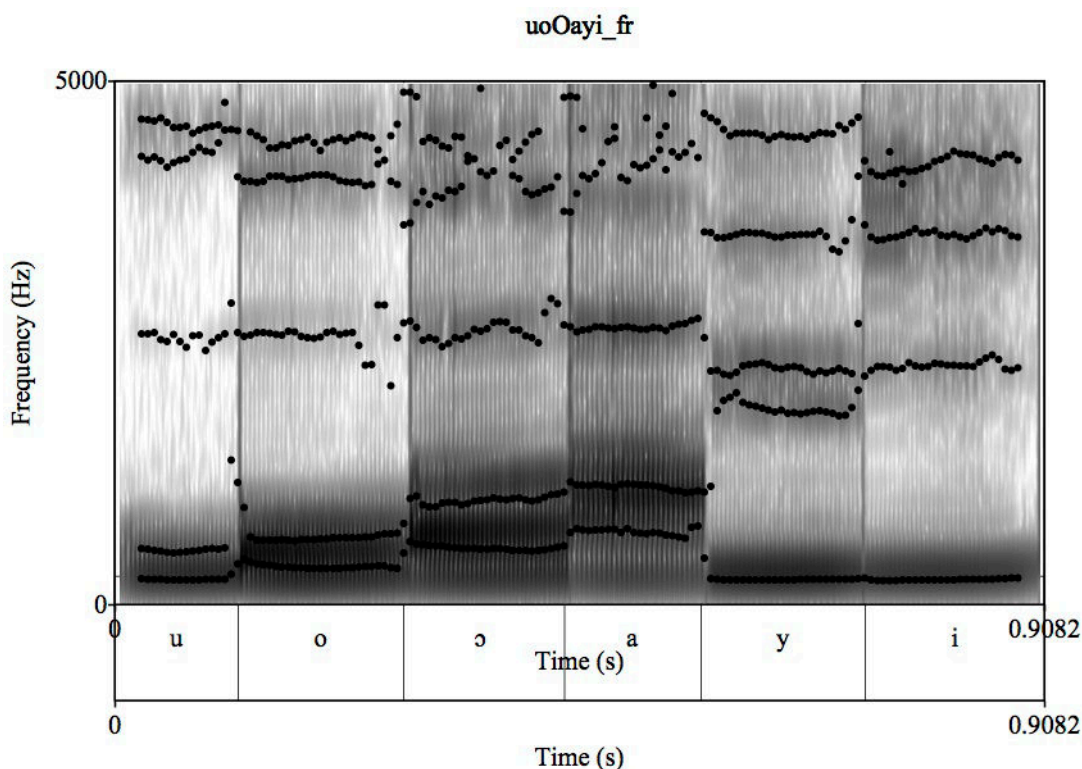 uoOayi_fr
5000
Frequency (Hz)
0
0 u o ɔ a y i 0.9082
Time (s)
0 0.9082
Time (s)